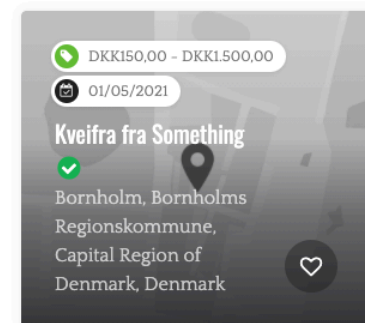 DKK150,00 - DKK1.500,00
01/05/2021
Kveifra fra Something
Bornholm, Bornholms
Regionskommune,
Capital Region of
Denmark, Denmark